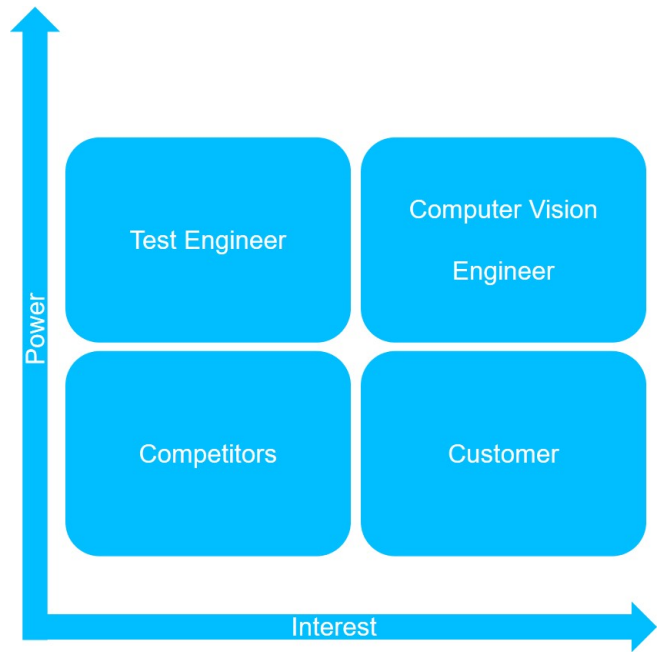 Test Engineer
Computer Vision
Engineer
Power
Competitors
Customer
Interest